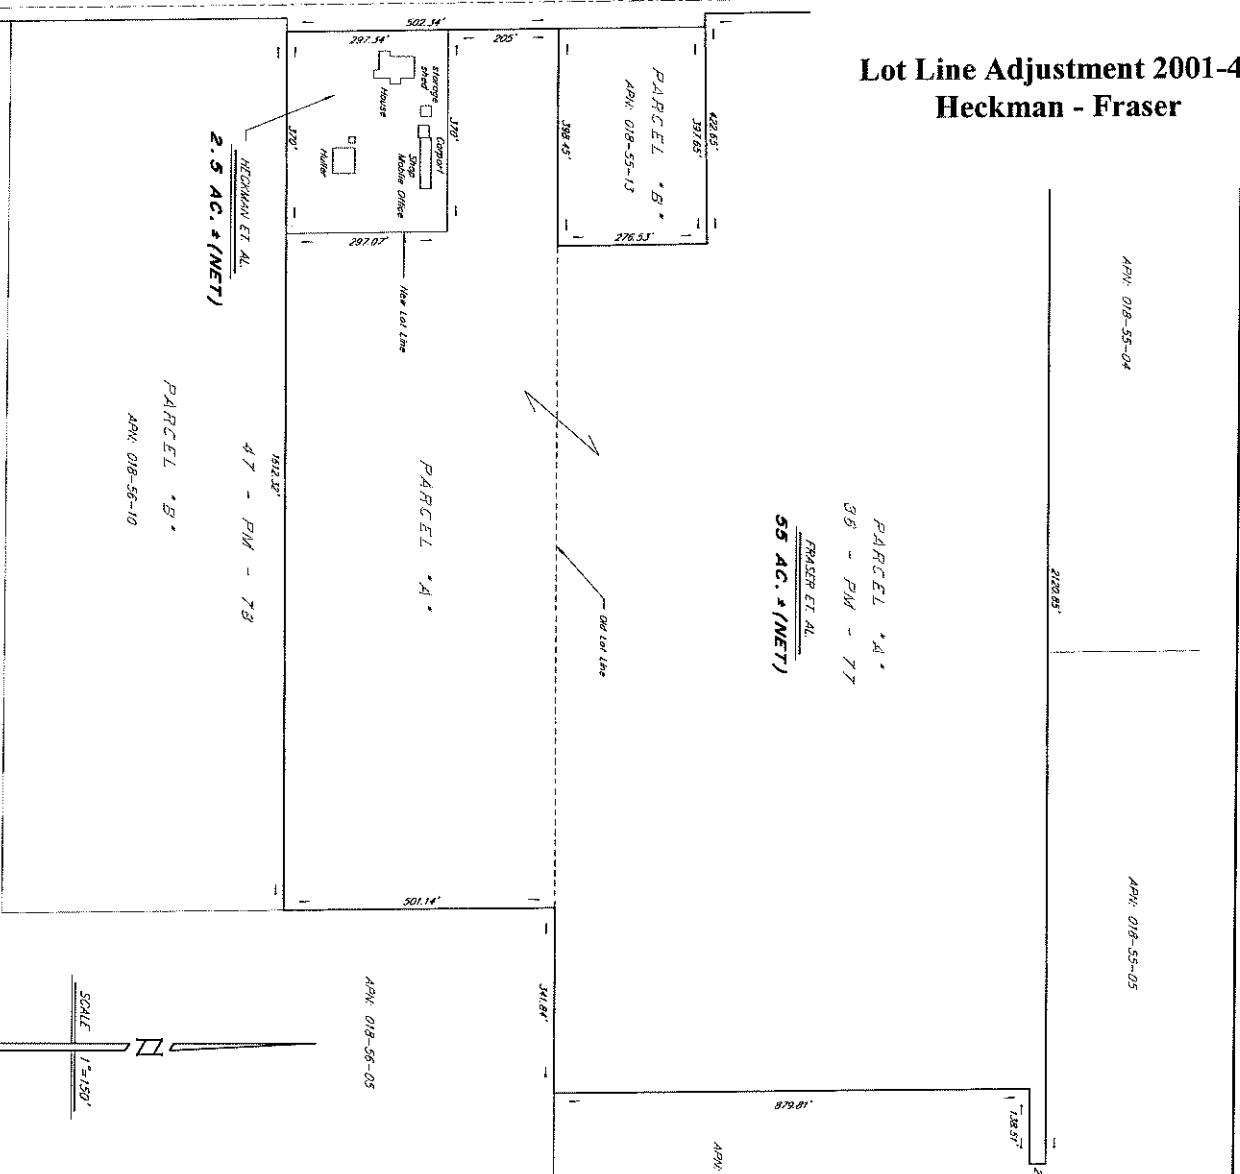 Lot Line Adjustment 2001-4
Heckman - Fraser
502.34'
297.34'
205'
storage
shed
House
370'
370'
Carport
Shop
Mobile Office
297.07'
New Lot Line
HECKMAN ET. AL.
2.5 AC. ± (NET)
PARCEL "B"
APN: 018-55-13
398.45'
397.65'
422.65'
276.53'
APN: 018-55-04
2120.85'
PARCEL "A"
36 - PM - 77
FRASER ET. AL.
55 AC. ± (NET)
Old Lot Line
PARCEL "A"
1612.32'
47 - PM - 78
PARCEL "B"
APN: 018-56-10
501.14'
341.84'
APN: 018-56-05
APN: 018-55-05
879.81'
138.51'
APN:
SCALE 1"=150'